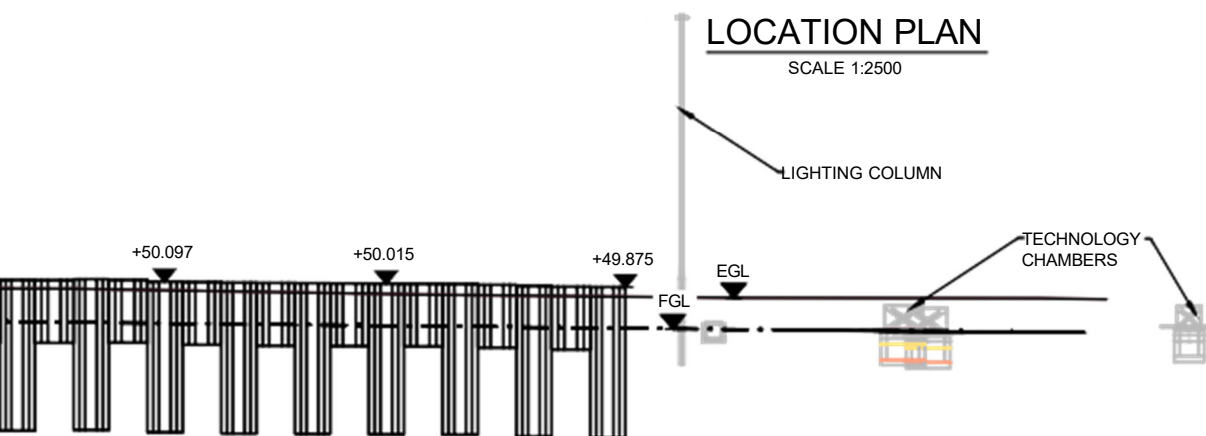 LOCATION PLAN
SCALE 1:2500
LIGHTING COLUMN
+50.097
+50.015
+49.875
EGL
FGL
TECHNOLOGY
CHAMBERS